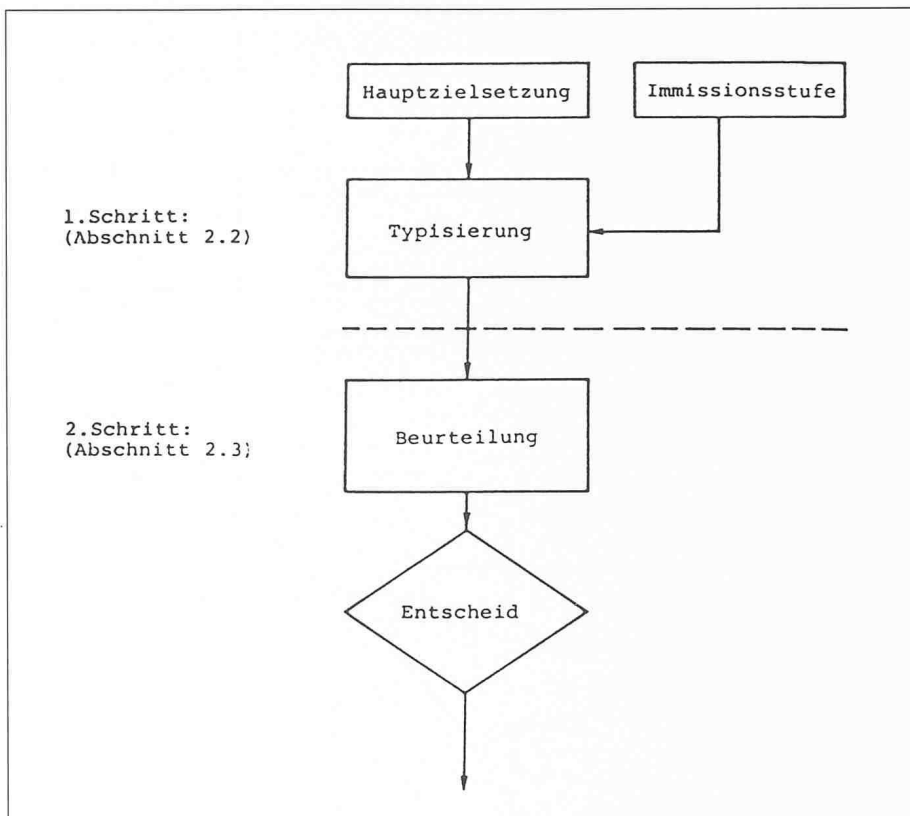 Hauptzielsetzung
Immissionsstufe
1.Schritt:
(Abschnitt 2.2)
Typisierung
2.Schritt:
(Abschnitt 2.3)
Beurteilung
Entscheid